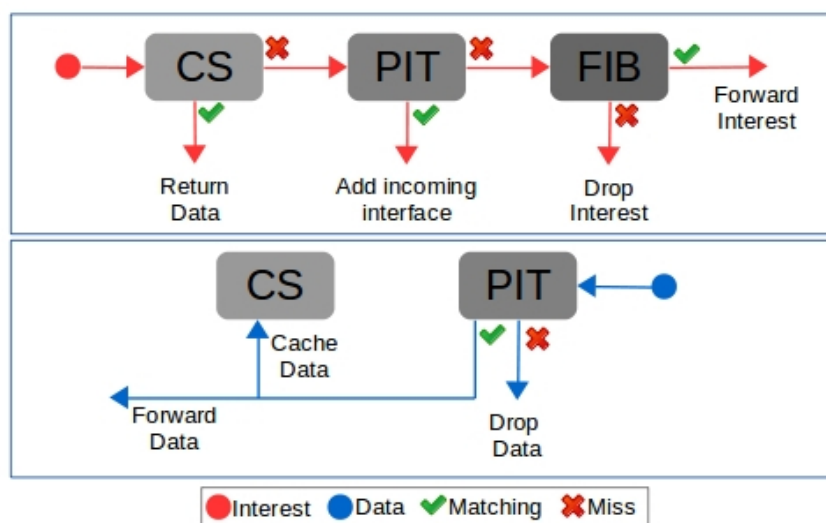 CS
PIT
FIB
Forward
Interest
Return
Data
Add incoming
interface
Drop
Interest
CS
PIT
Cache
Data
Forward
Data
Drop
Data
Interest Data Matching Miss